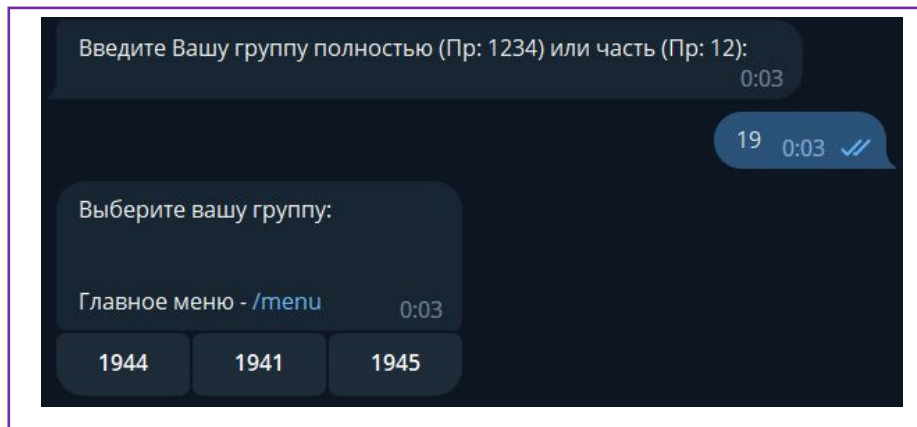 Введите Вашу группу полностью (Пр: 1234) или часть (Пр: 12):
0:03
19 0:03
Выберите вашу группу:
Главное меню - /menu 0:03
1944 1941 1945